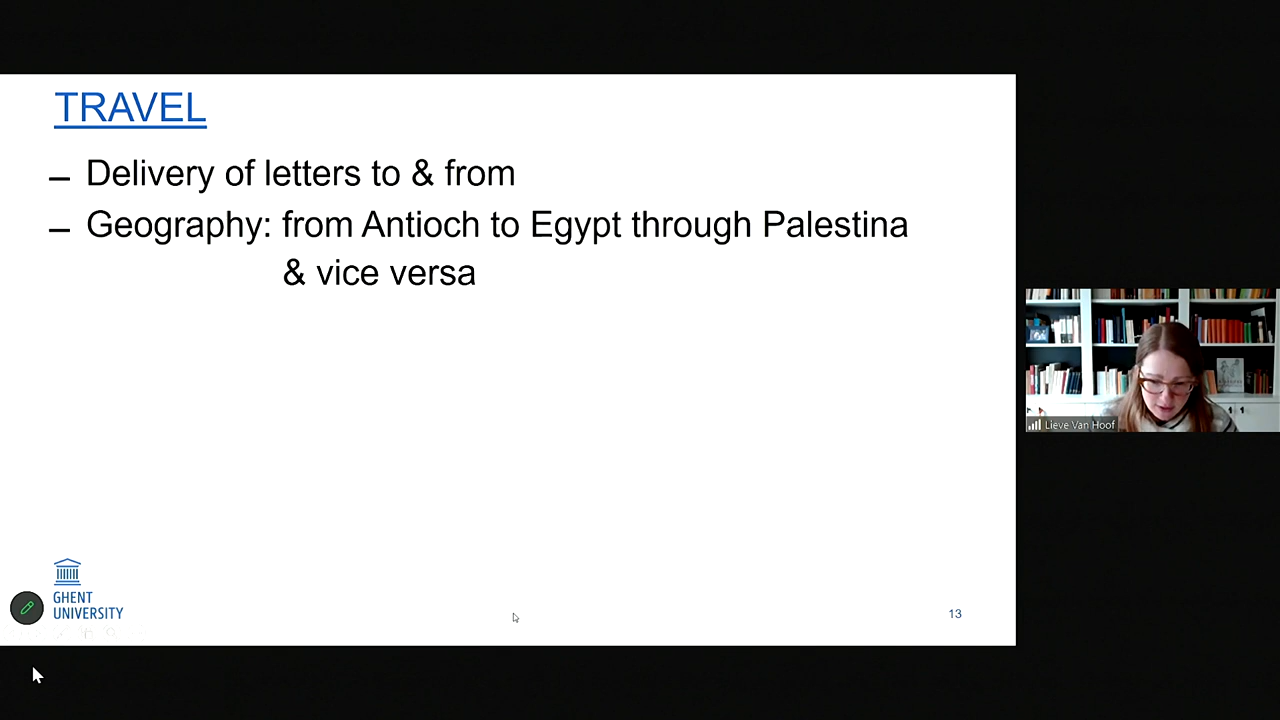 TRAVEL
– Delivery of letters to & from
– Geography: from Antioch to Egypt through Palestina
& vice versa
GHENT
UNIVERSITY
13
Lieve Van Hoof